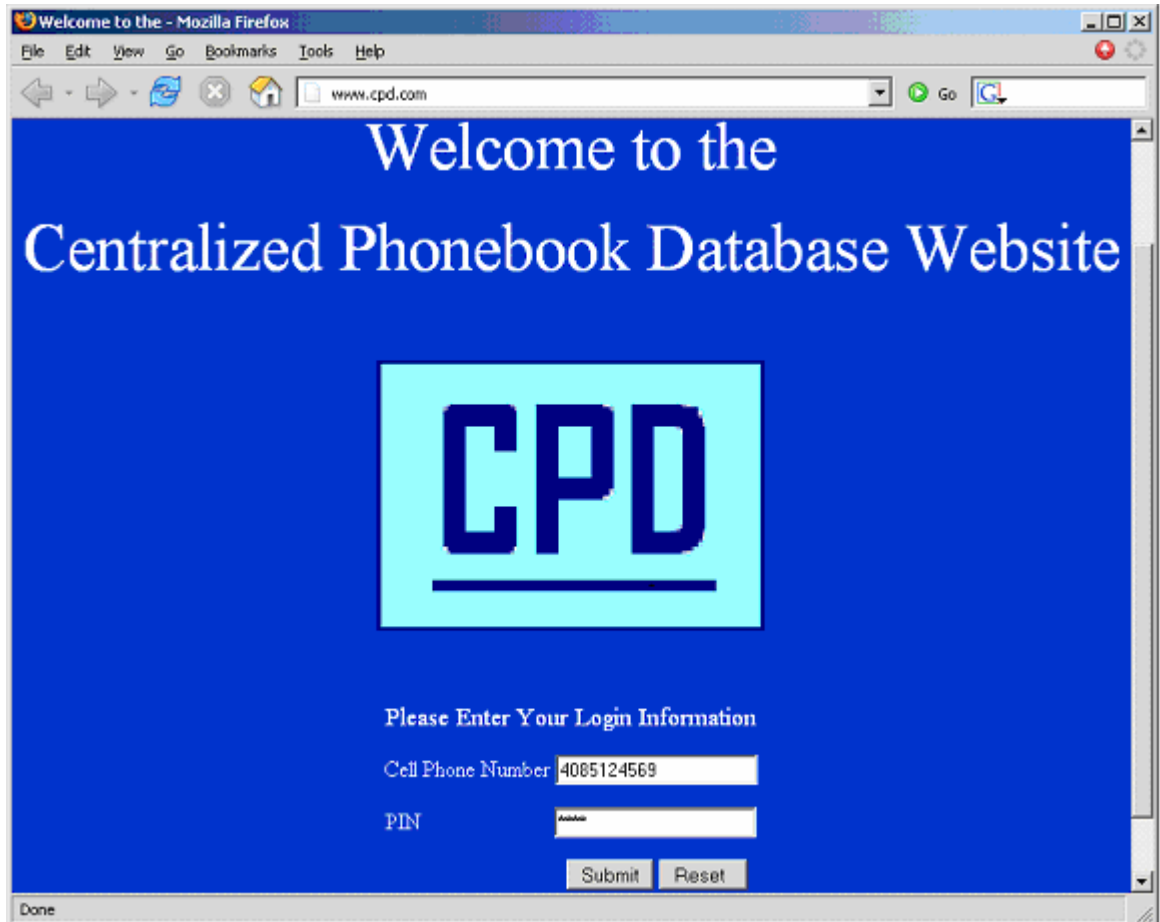 Welcome to the - Mozilla Firefox
File Edit View Go Bookmarks Tools Help
www.cpd.com Go G
Welcome to the
Centralized Phonebook Database Website
CPD
Please Enter Your Login Information
Cell Phone Number 4085124569
PIN ****
Submit Reset
Done